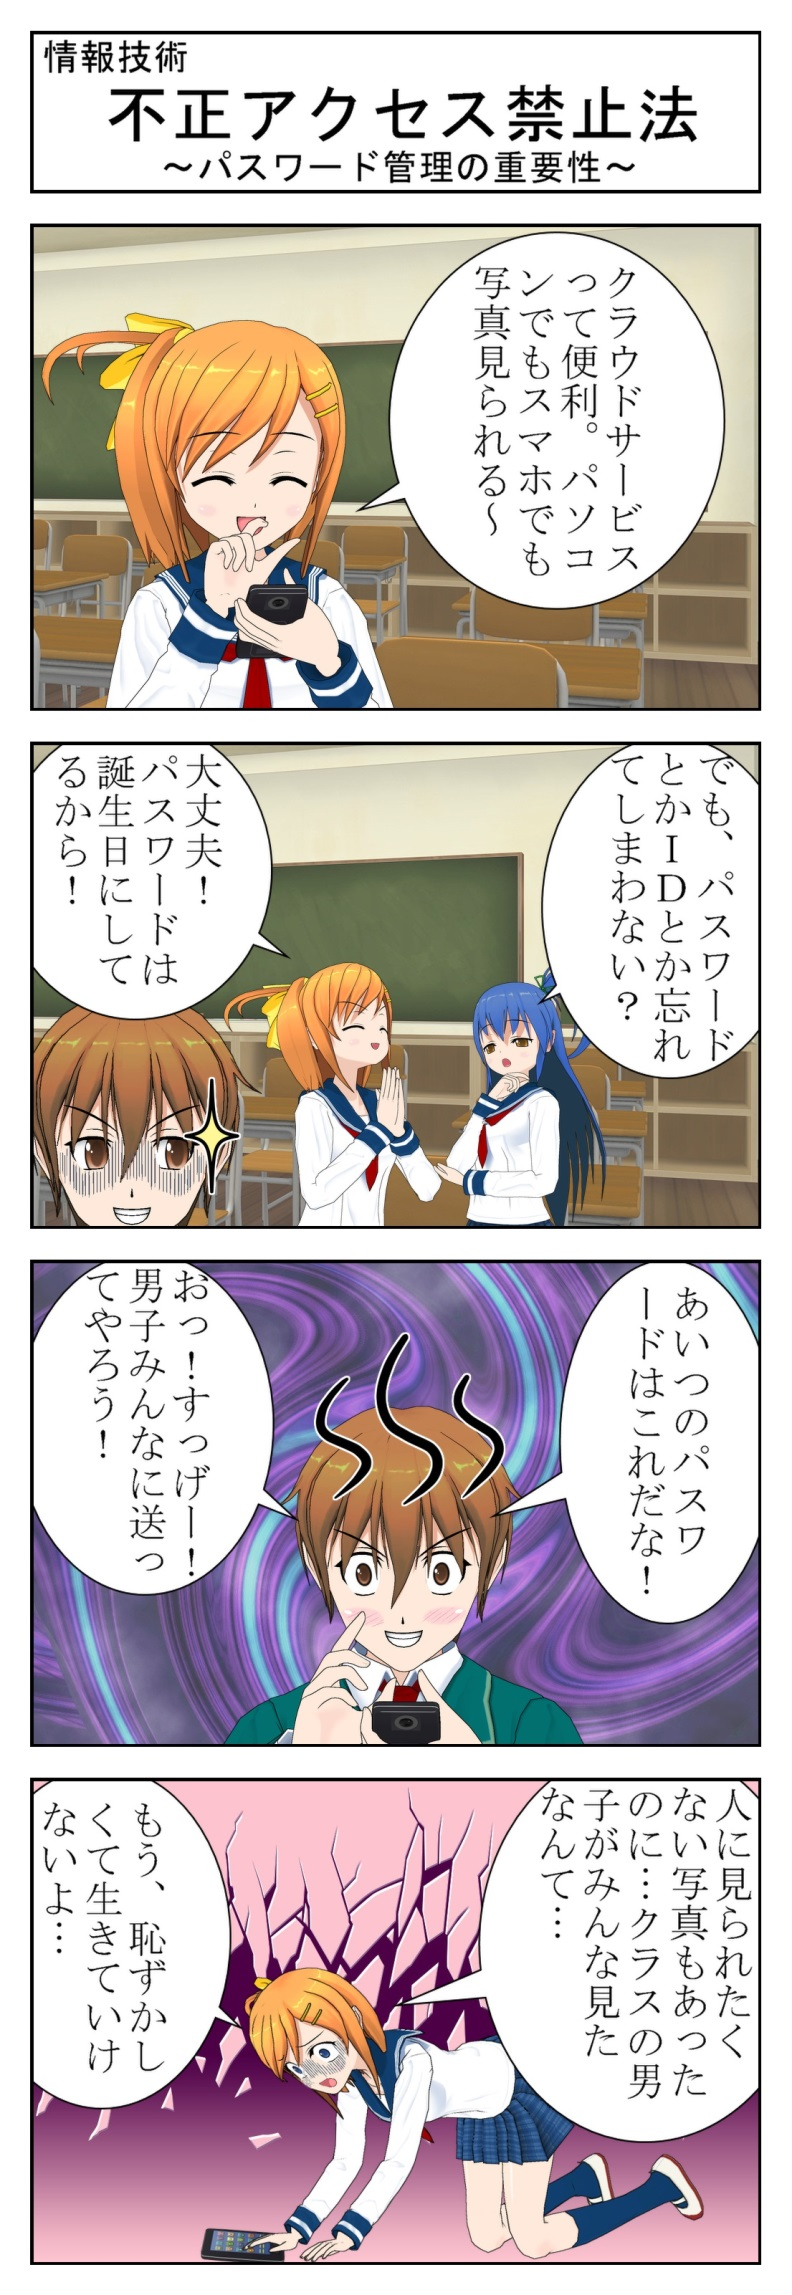 情報技術
不正アクセス禁止法
～パスワード管理の重要性～
クラウドサービス
って便利。パソコ
ンでもスマホでも
写真見られる～
でも、パスワード
とかＩＤとか忘れ
てしまわない？
大丈夫！
パスワードは
誕生日にして
るから！
あいつのパスワ
ードはこれだな！
おっ！すっげー！
男子みんなに送っ
てやろう！
人に見られたく
ない写真もあった
のに…クラスの男
子がみんな見た
なんて…
もう、恥ずかし
くて生きていけ
ないよ…